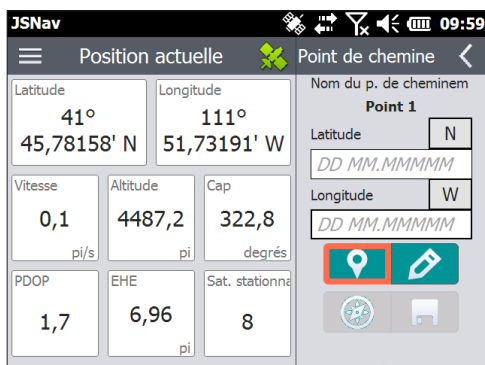 JSNav 09:59
Position actuelle
Point de chemine
Latitude
41°
45,78158' N
Longitude
111°
51,73191' W
Vitesse
0,1
pi/s
Altitude
4487,2
pi
Cap
322,8
degrés
PDOP
1,7
EHE
6,96
pi
Sat. stationna
8
Nom du p. de cheminem
Point 1
Latitude
N
DD MM.MMMMM
Longitude
W
DD MM.MMMMM